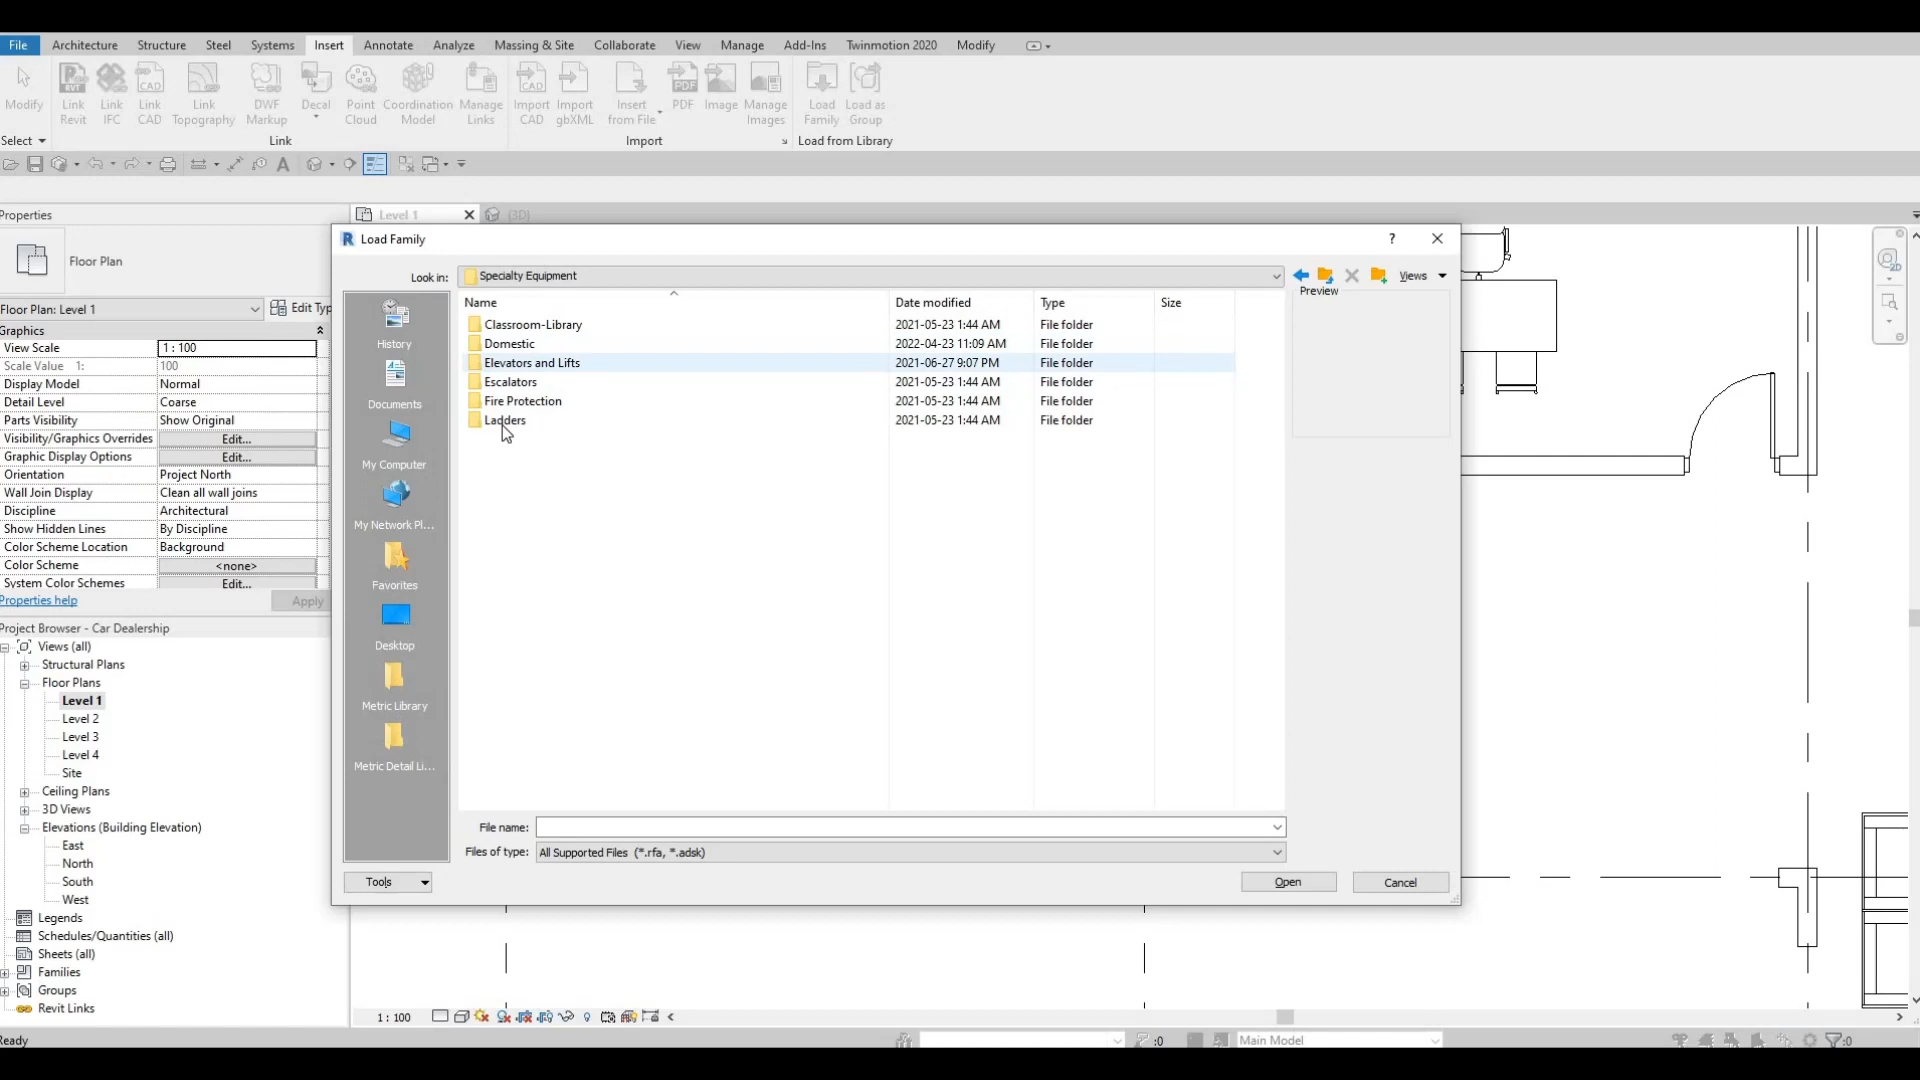 File Architecture Structure Steel Systems Insert Annotate Analyze Massing & Site Collaborate View Manage Add-Ins Twinmotion 2020 Modify
Modify Link Revit Link IFC Link CAD Link Topography DWF Markup Decal Point Cloud Coordination Model Manage Links Import CAD Import gbXML Insert from File PDF Image Manage Images Load Family Load as Group
Select Link Import Load from Library
Properties
Level 1 (3D)
Floor Plan
Floor Plan: Level 1 Edit Typ
Graphics
View Scale 1 : 100
Scale Value 1: 100
Display Model Normal
Detail Level Coarse
Parts Visibility Show Original
Visibility/Graphics Overrides Edit...
Graphic Display Options Edit...
Orientation Project North
Wall Join Display Clean all wall joins
Discipline Architectural
Show Hidden Lines By Discipline
Color Scheme Location Background
Color Scheme <none>
System Color Schemes Edit...
Properties help Apply
Project Browser - Car Dealership
Views (all)
Structural Plans
Floor Plans
Level 1
Level 2
Level 3
Level 4
Site
Ceiling Plans
3D Views
Elevations (Building Elevation)
East
North
South
West
Legends
Schedules/Quantities (all)
Sheets (all)
Families
Groups
Revit Links
R Load Family ?
Look in: Specialty Equipment Views
Preview
Name Date modified Type Size
Classroom-Library 2021-05-23 1:44 AM File folder
Domestic 2022-04-23 11:09 AM File folder
Elevators and Lifts 2021-06-27 9:07 PM File folder
Escalators 2021-05-23 1:44 AM File folder
Fire Protection 2021-05-23 1:44 AM File folder
Ladders 2021-05-23 1:44 AM File folder
History
Documents
My Computer
My Network Pl...
Favorites
Desktop
Metric Library
Metric Detail Li...
File name:
Files of type: All Supported Files (*.rfa, *.adsk)
Tools Open Cancel
1 : 100
Ready :0 Main Model :0